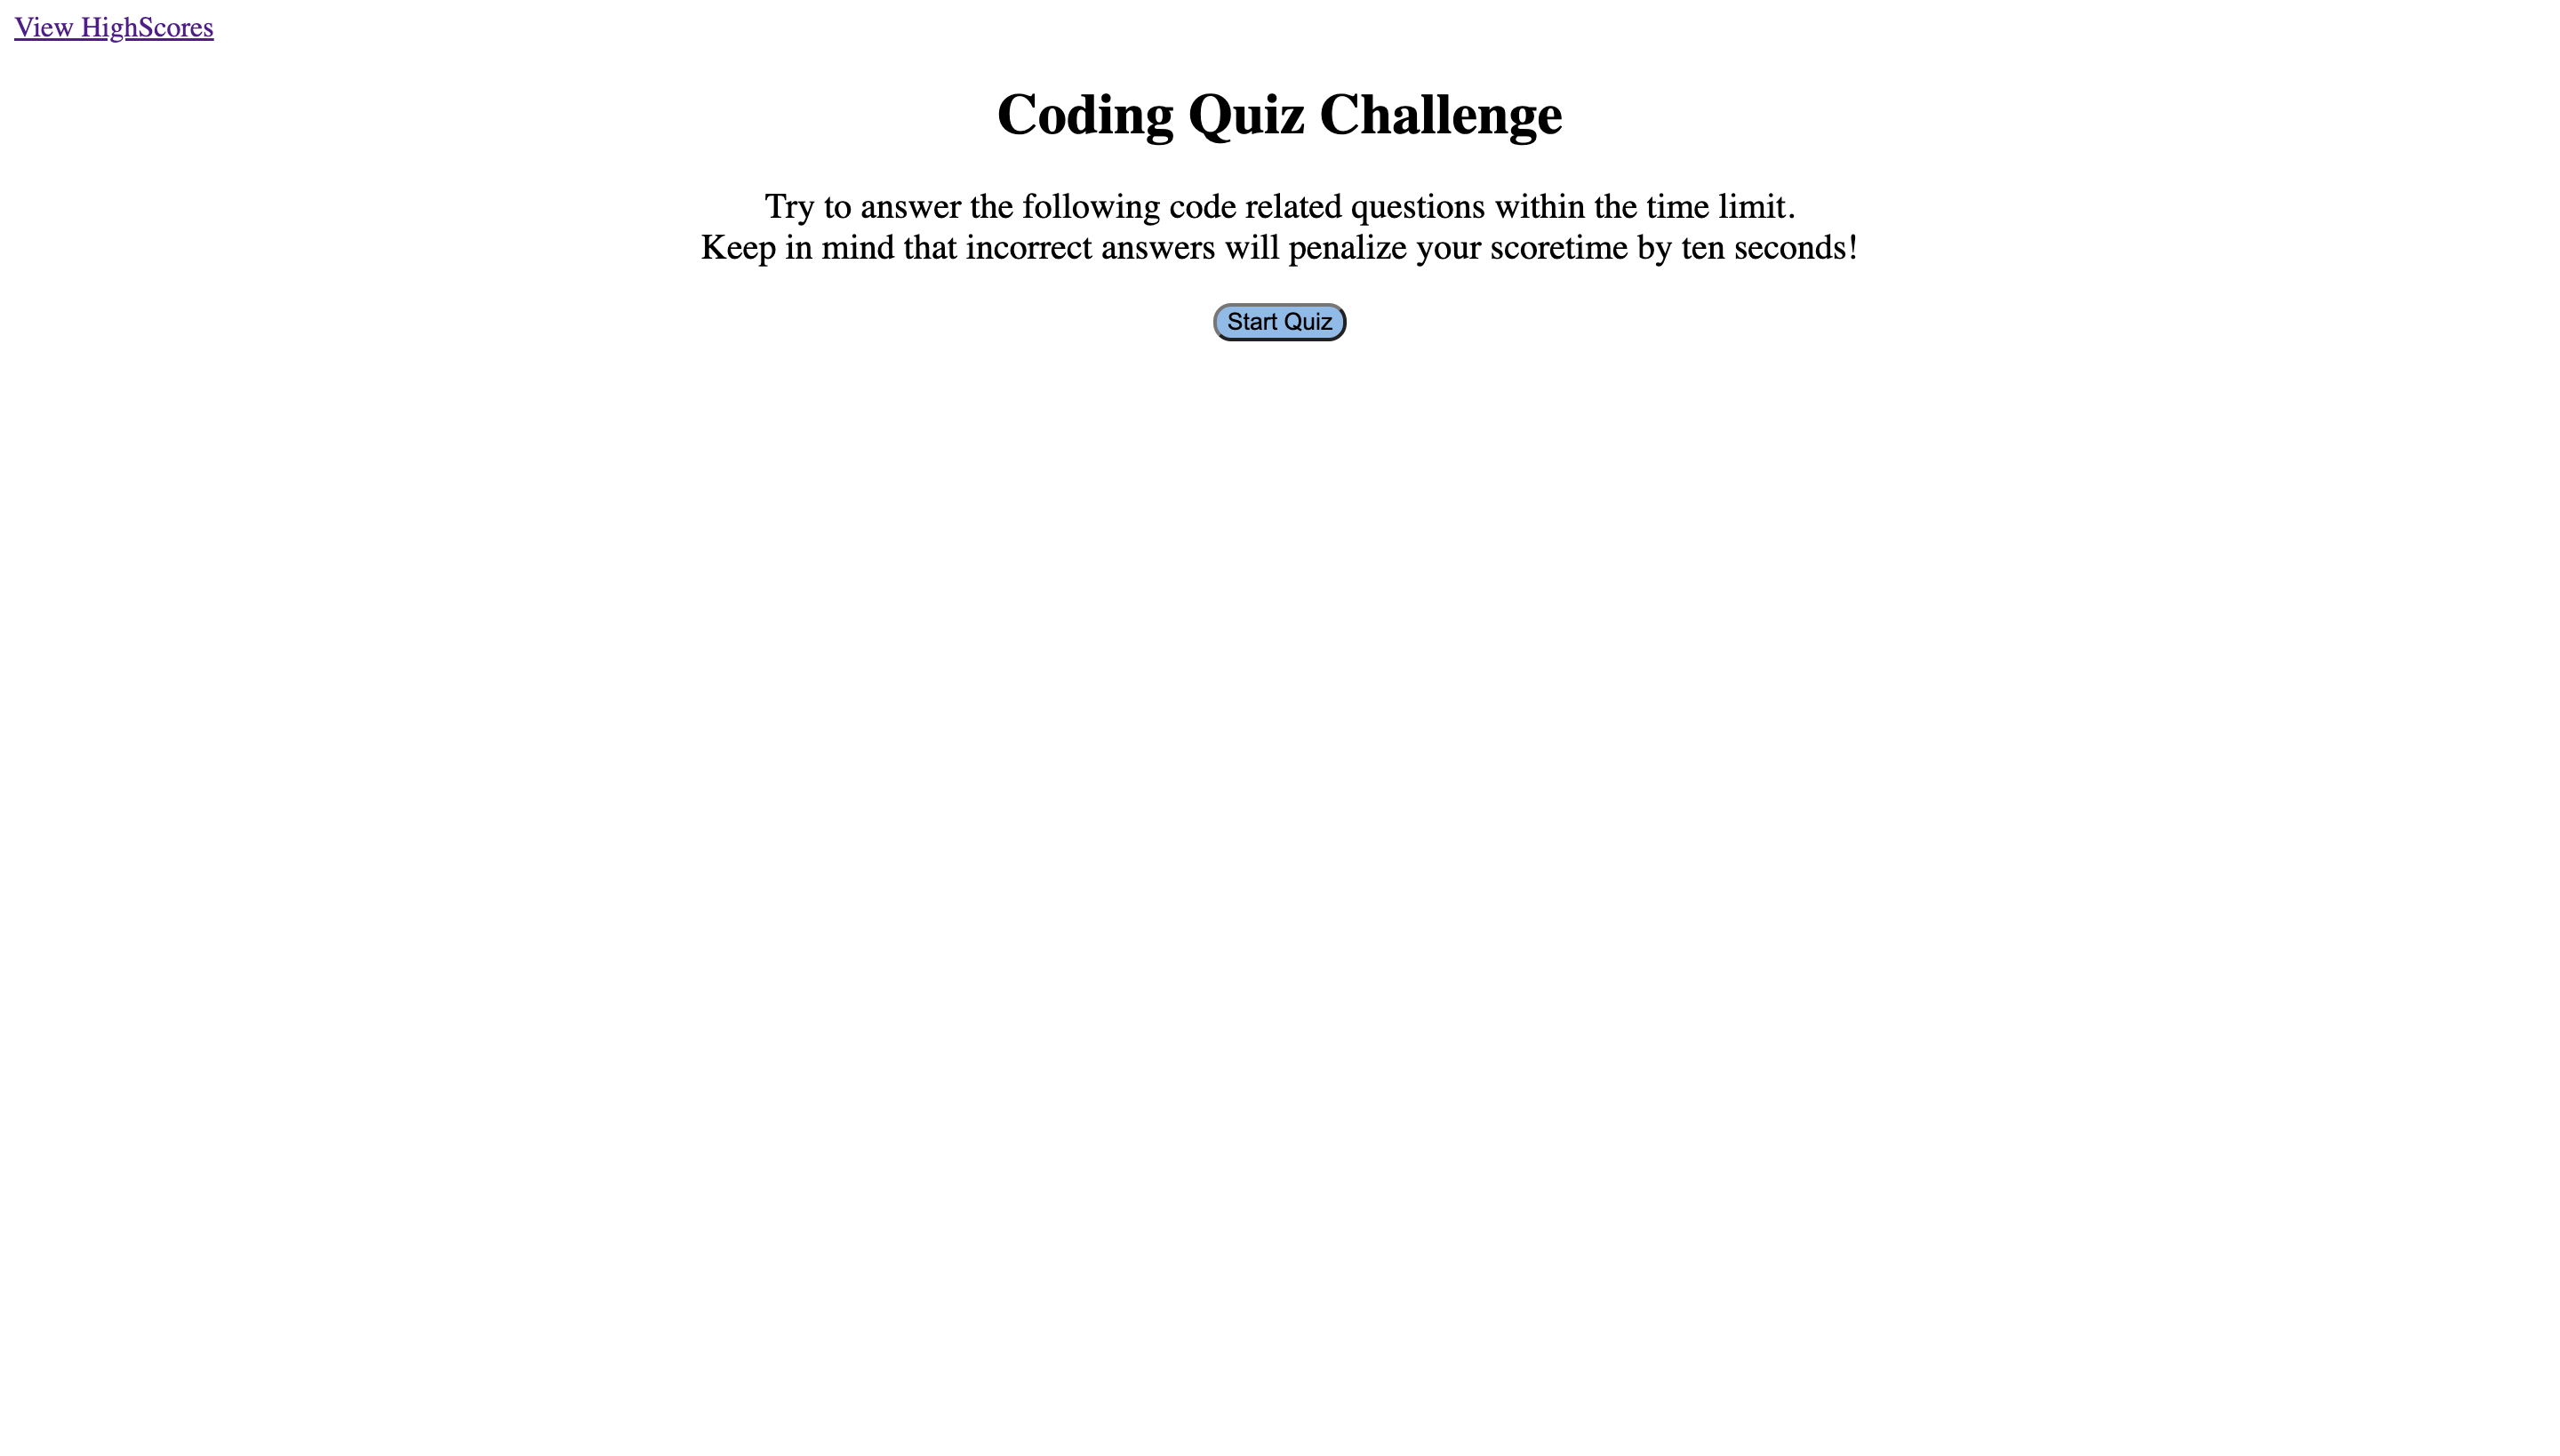 View HighScores
Coding Quiz Challenge
Try to answer the following code related questions within the time limit.
Keep in mind that incorrect answers will penalize your scoretime by ten seconds!
Start Quiz